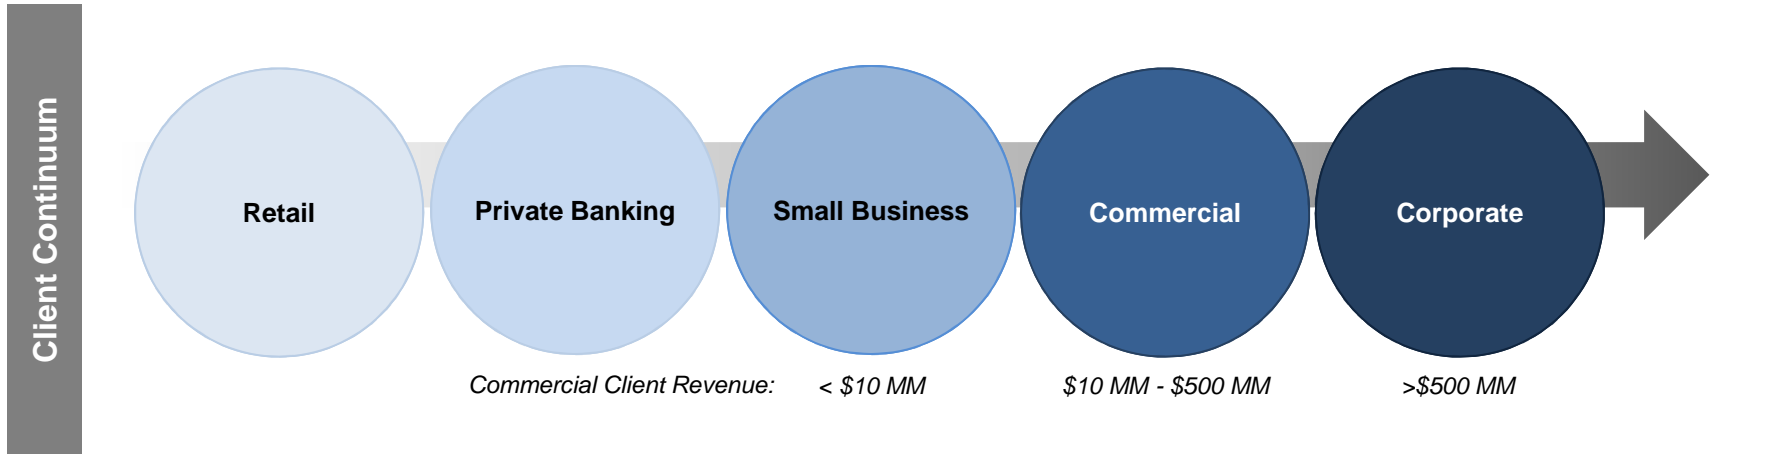 Client Continuum
Retail
Private Banking
Small Business
Commercial
Corporate
Commercial Client Revenue:
< $10 MM
$10 MM - $500 MM
>$500 MM